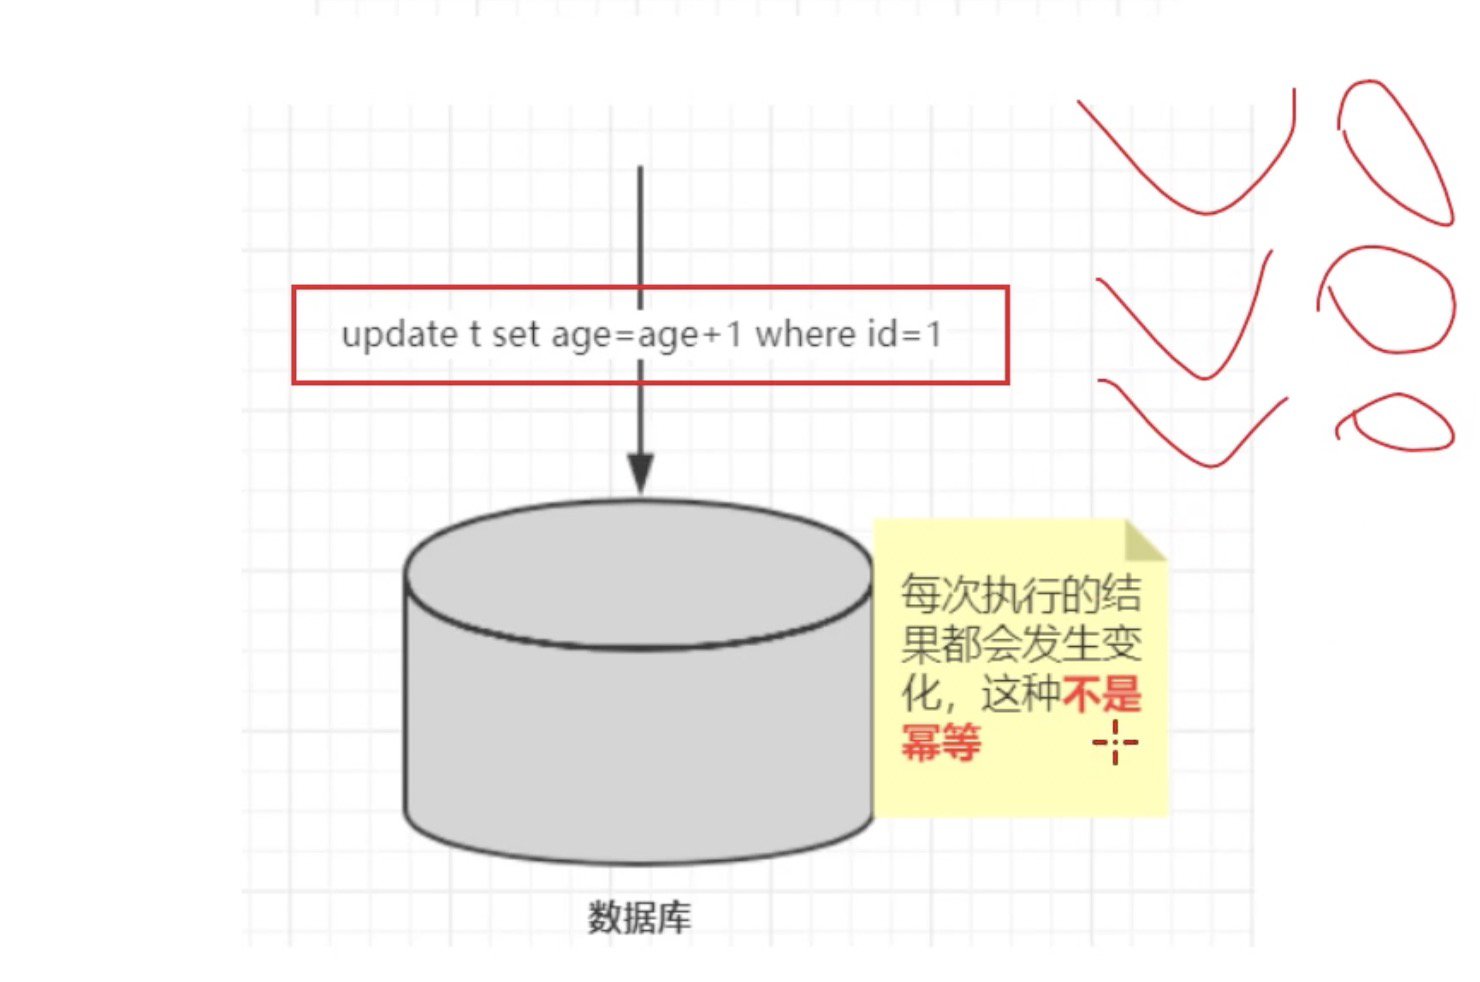 update t set age=age+1 where id=1
每次执行的结
果都会发生变
化，这种不是
幂等
数据库